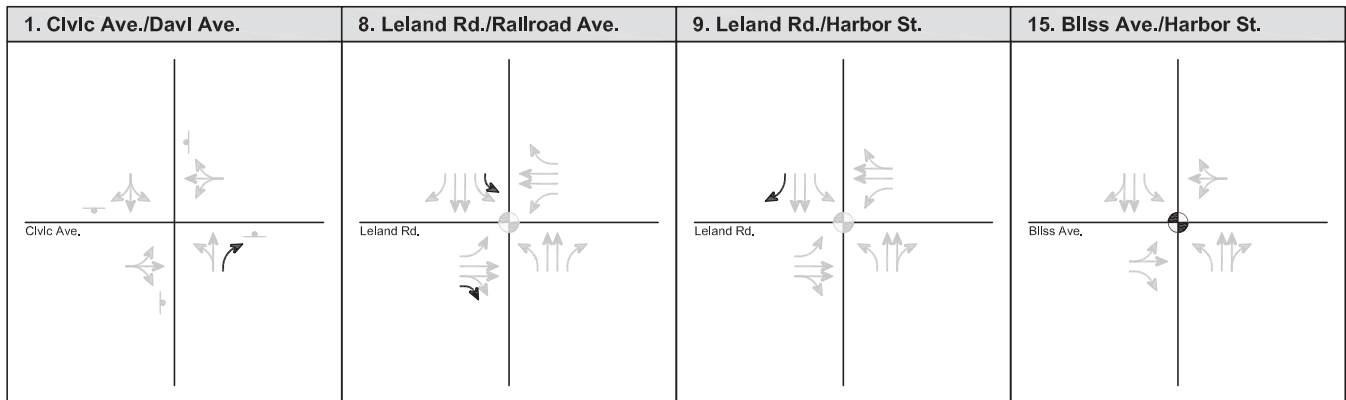 1. Civic Ave./Davi Ave.
8. Leland Rd./Railroad Ave.
9. Leland Rd./Harbor St.
15. Bliss Ave./Harbor St.
Civic Ave.
Leland Rd.
Leland Rd.
Bliss Ave.